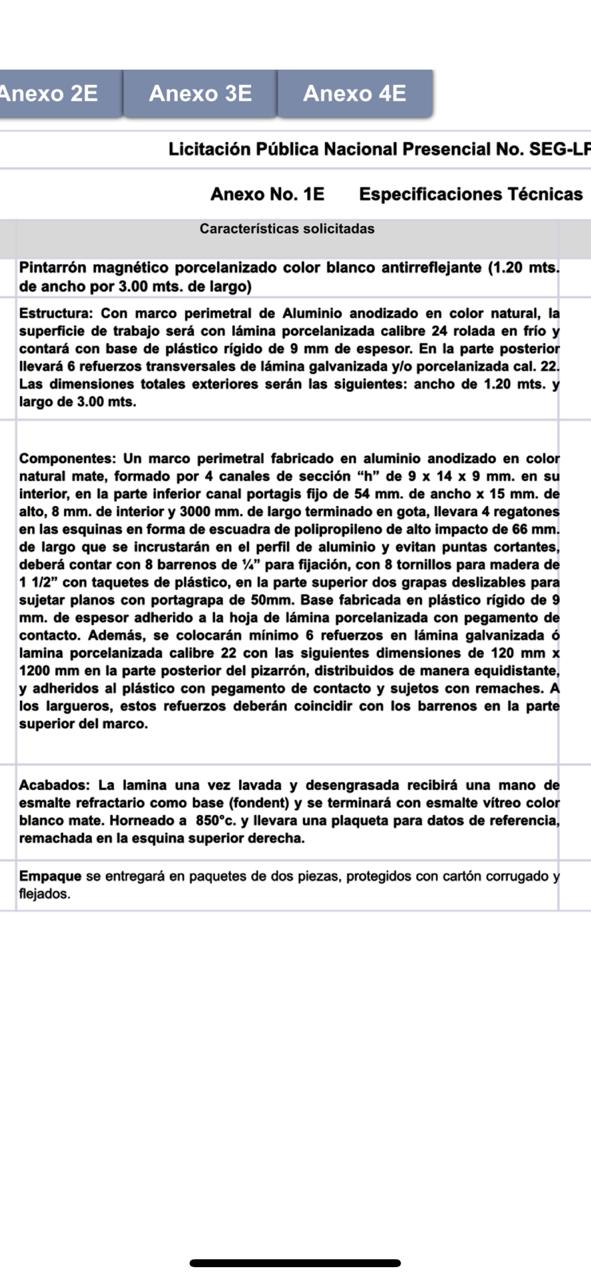 Anexo 2E Anexo 3E Anexo 4E
Licitación Pública Nacional Presencial No. SEG-LP
Anexo No. 1E Especificaciones Técnicas
Características solicitadas
Pintarrón magnético porcelanizado color blanco antirreflejante (1.20 mts.
de ancho por 3.00 mts. de largo)
Estructura: Con marco perimetral de Aluminio anodizado en color natural, la
superficie de trabajo será con lámina porcelanizada calibre 24 rolada en frío y
contará con base de plástico rígido de 9 mm de espesor. En la parte posterior
llevará 6 refuerzos transversales de lámina galvanizada y/o porcelanizada cal. 22.
Las dimensiones totales exteriores serán las siguientes: ancho de 1.20 mts. y
largo de 3.00 mts.
Componentes: Un marco perimetral fabricado en aluminio anodizado en color
natural mate, formado por 4 canales de sección “h” de 9 x 14 x 9 mm. en su
interior, en la parte inferior canal portagis fijo de 54 mm. de ancho x 15 mm. de
alto, 8 mm. de interior y 3000 mm. de largo terminado en gota, llevara 4 regatones
en las esquinas en forma de escuadra de polipropileno de alto impacto de 66 mm.
de largo que se incrustarán en el perfil de aluminio y evitan puntas cortantes,
deberá contar con 8 barrenos de ¼” para fijación, con 8 tornillos para madera de
1 1/2” con taquetes de plástico, en la parte superior dos grapas deslizables para
sujetar planos con portagrapa de 50mm. Base fabricada en plástico rígido de 9
mm. de espesor adherido a la hoja de lámina porcelanizada con pegamento de
contacto. Además, se colocarán mínimo 6 refuerzos en lámina galvanizada ó
lamina porcelanizada calibre 22 con las siguientes dimensiones de 120 mm x
1200 mm en la parte posterior del pizarrón, distribuidos de manera equidistante,
y adheridos al plástico con pegamento de contacto y sujetos con remaches. A
los largueros, estos refuerzos deberán coincidir con los barrenos en la parte
superior del marco.
Acabados: La lamina una vez lavada y desengrasada recibirá una mano de
esmalte refractario como base (fondent) y se terminará con esmalte vítreo color
blanco mate. Horneado a 850°c. y llevara una plaqueta para datos de referencia,
remachada en la esquina superior derecha.
Empaque se entregará en paquetes de dos piezas, protegidos con cartón corrugado y
flejados.